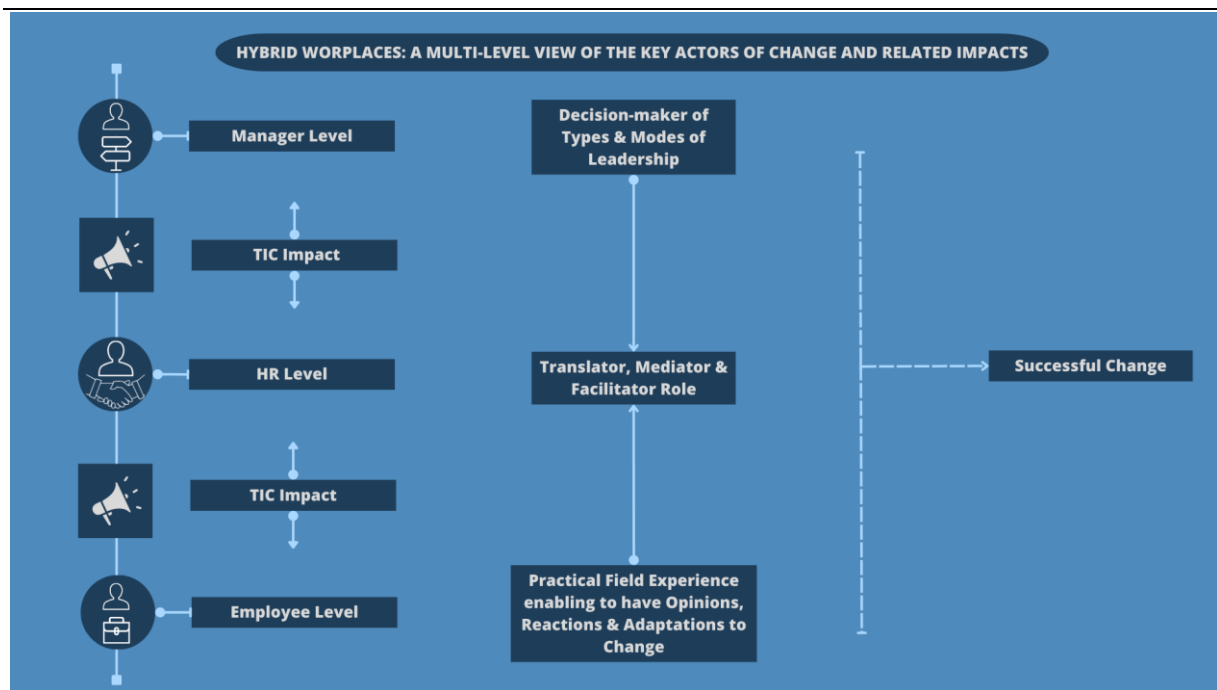 HYBRID WORPLACES: A MULTI-LEVEL VIEW OF THE KEY ACTORS OF CHANGE AND RELATED IMPACTS
Manager Level
Decision-maker of
Types & Modes of
Leadership
TIC Impact
HR Level
Translator, Mediator &
Facilitator Role
Successful Change
TIC Impact
Employee Level
Practical Field Experience
enabling to have Opinions,
Reactions & Adaptations to
Change